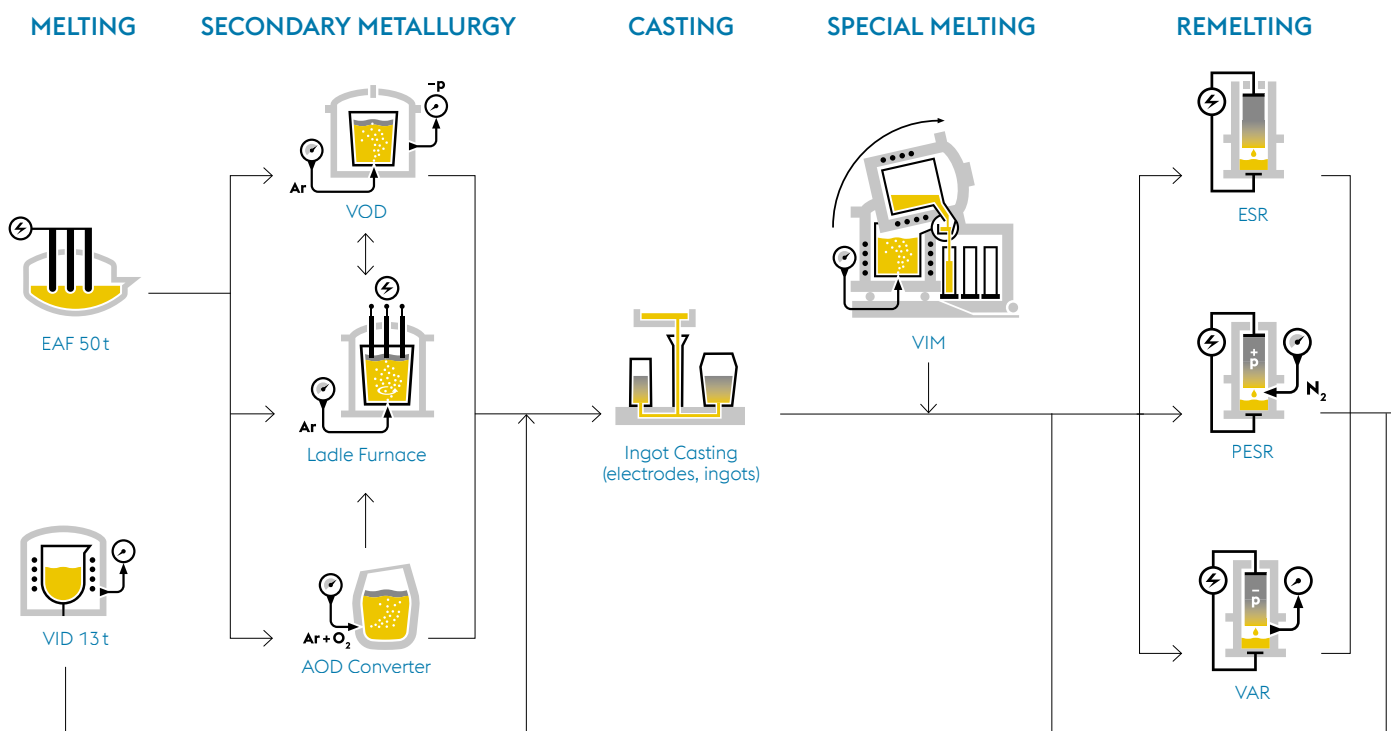 MELTING
SECONDARY METALLURGY
CASTING
SPECIAL MELTING
REMELTING
EAF 50 t
VID 13 t
–p
Ar
VOD
Ar
Ladle Furnace
Ar + O₂
AOD Converter
Ingot Casting
(electrodes, ingots)
VIM
ESR
+
p
N₂
PESR
–
p
VAR